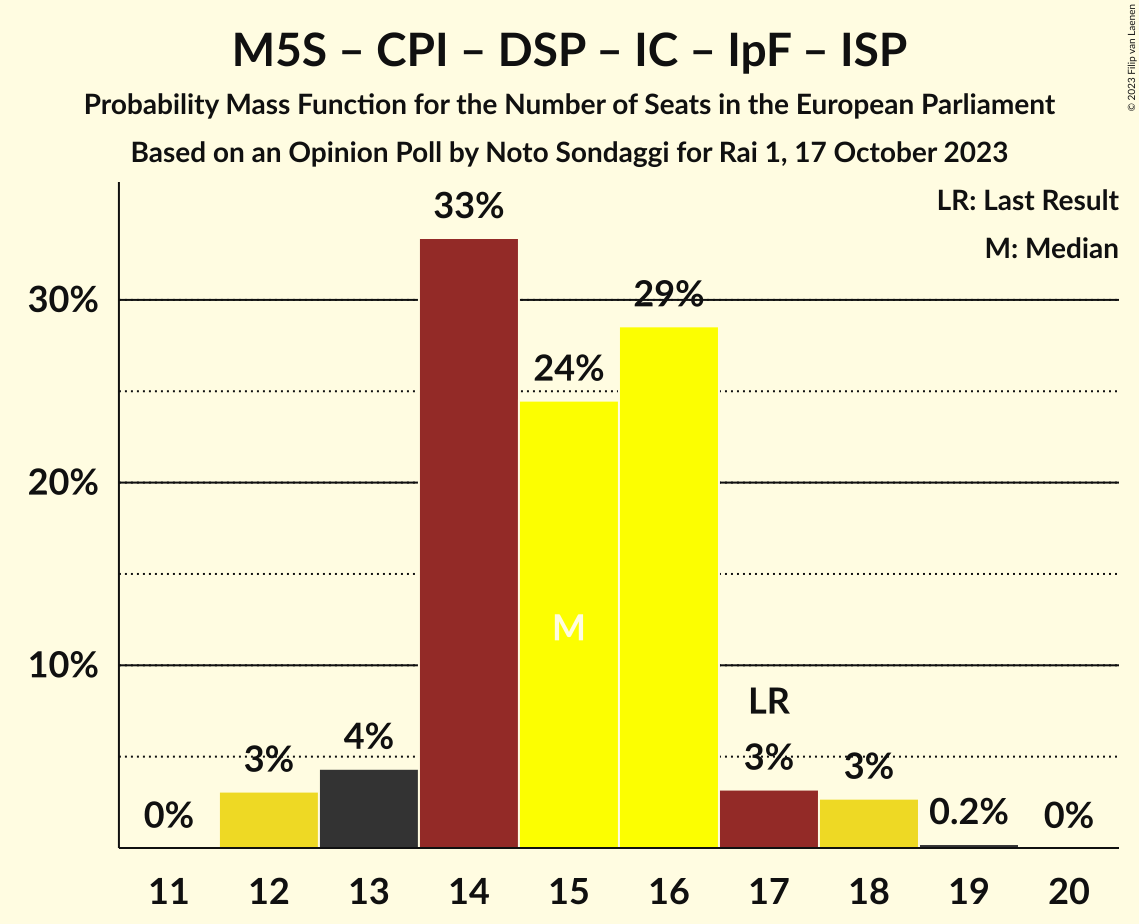 M5S – CPI – DSP – IC – IpF – ISP
Probability Mass Function for the Number of Seats in the European Parliament
Based on an Opinion Poll by Noto Sondaggi for Rai 1, 17 October 2023
© 2023 Filip van Laenen
LR: Last Result
M: Median
33%
30%
29%
24%
20%
M
10%
LR
4%
3%
3%
3%
0%
0.2%
0%
11 12 13 14 15 16 17 18 19 20